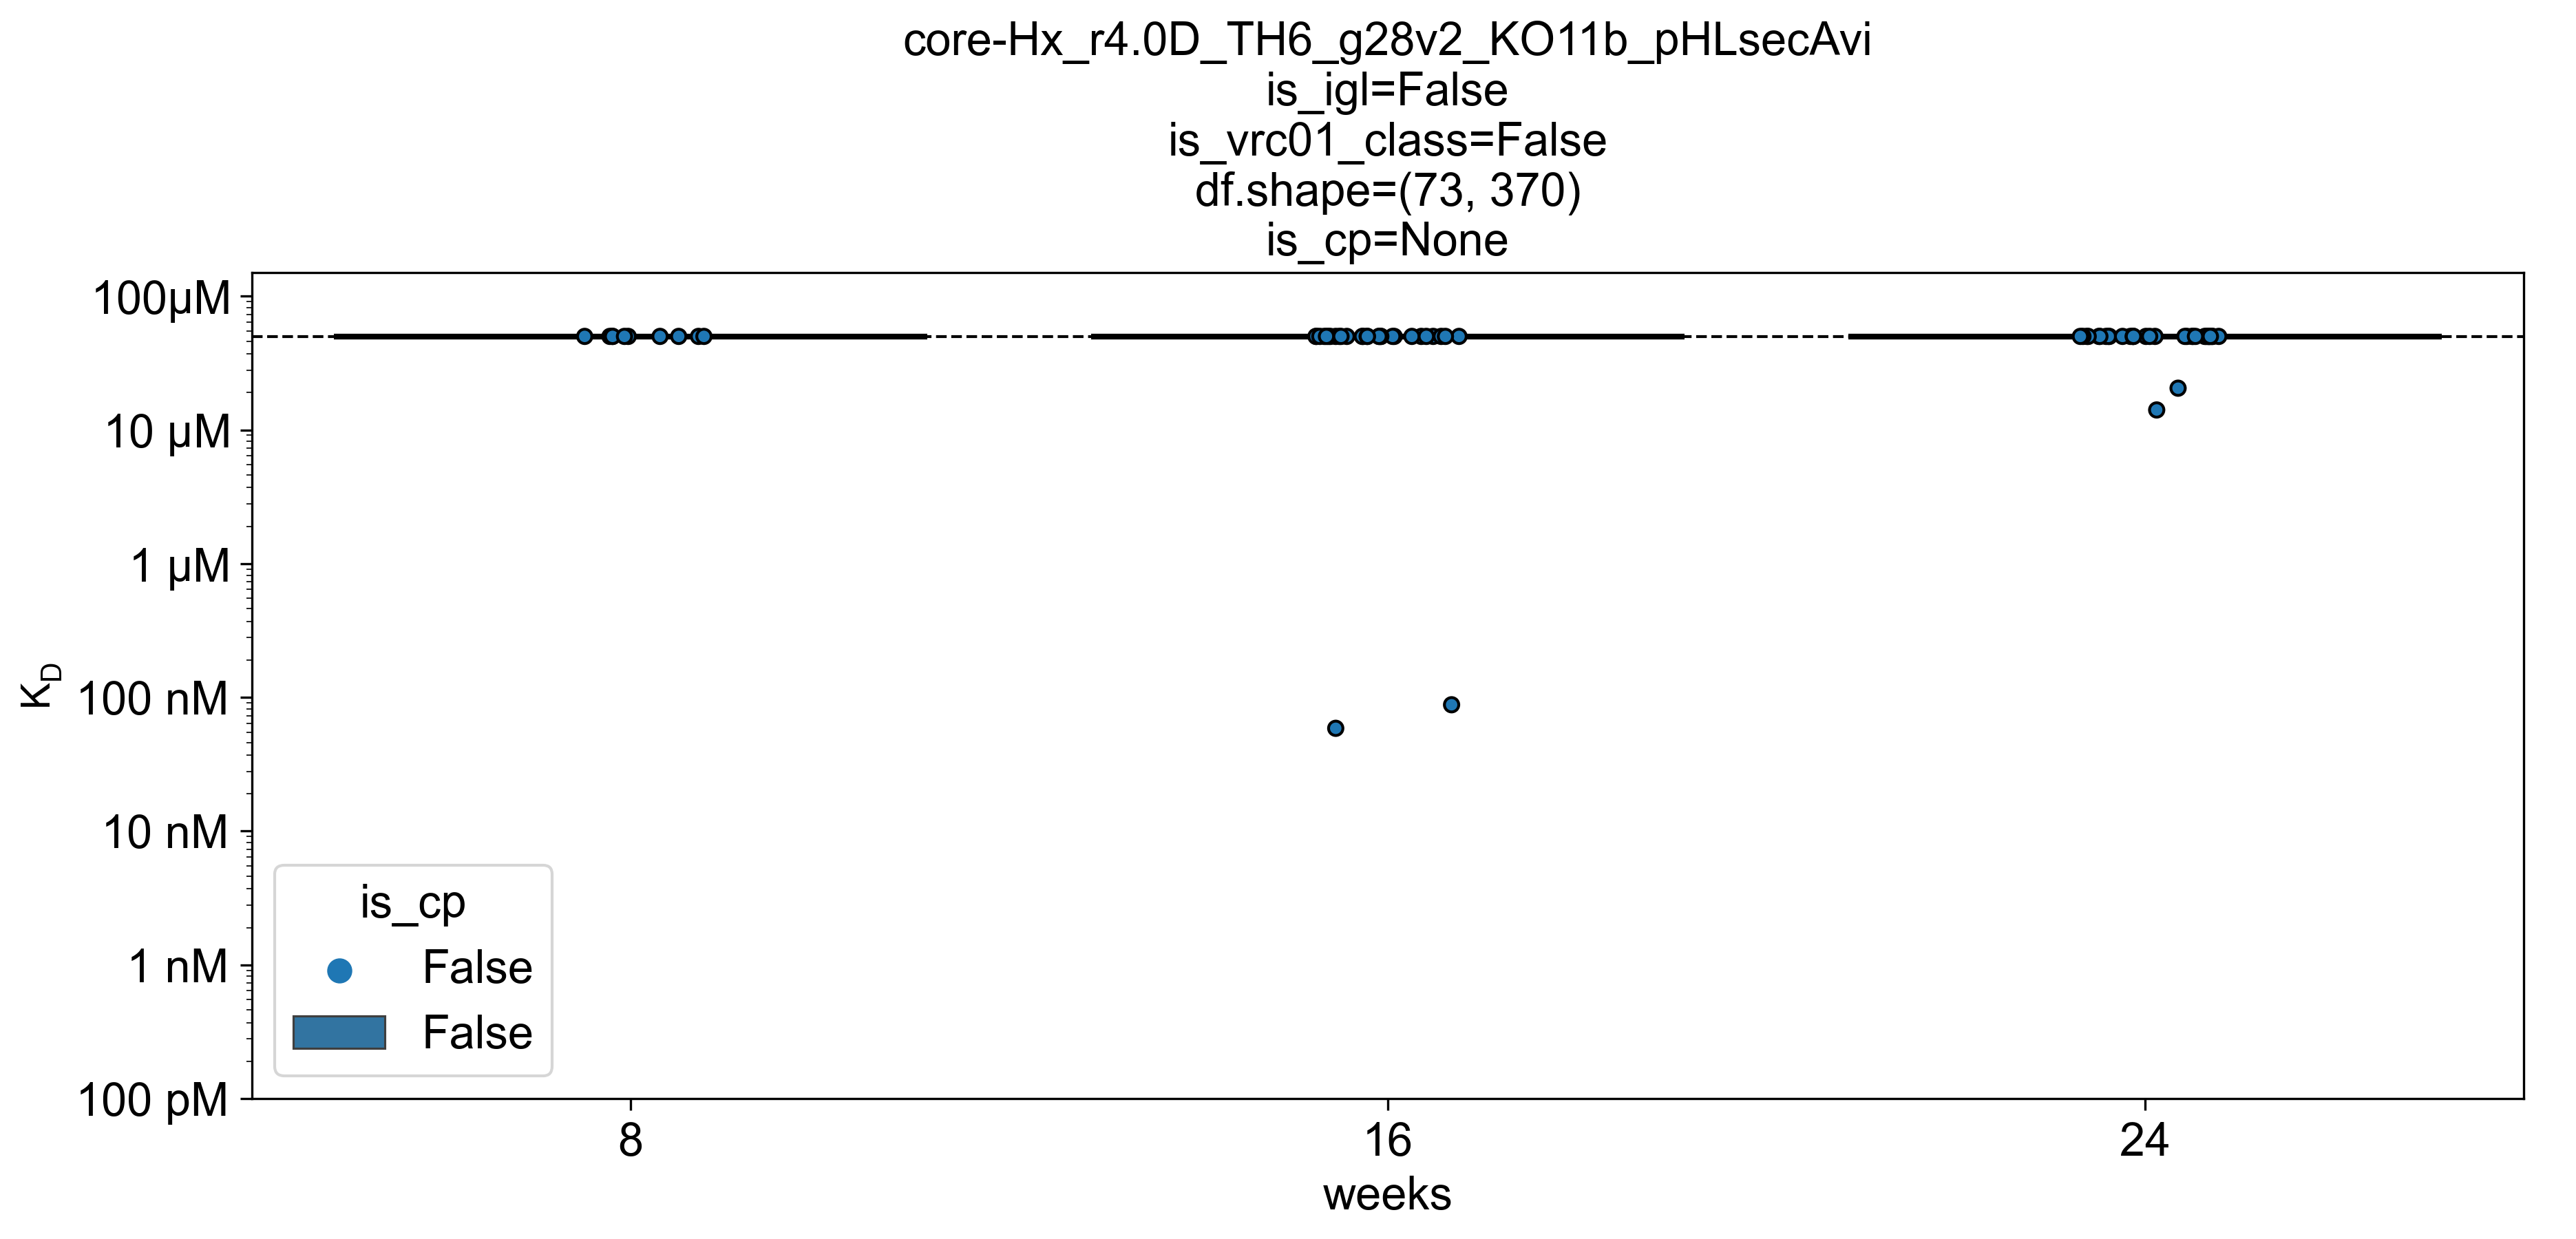 core-Hx_r4.0D_TH6_g28v2_KO11b_pHLsecAvi
is_igl=False
is_vrc01_class=False
df.shape=(73, 370)
is_cp=None
100µM
10 µM
1 µM
100 nM
10 nM
1 nM
100 pM
KD
is_cp
False
False
8
16
24
weeks